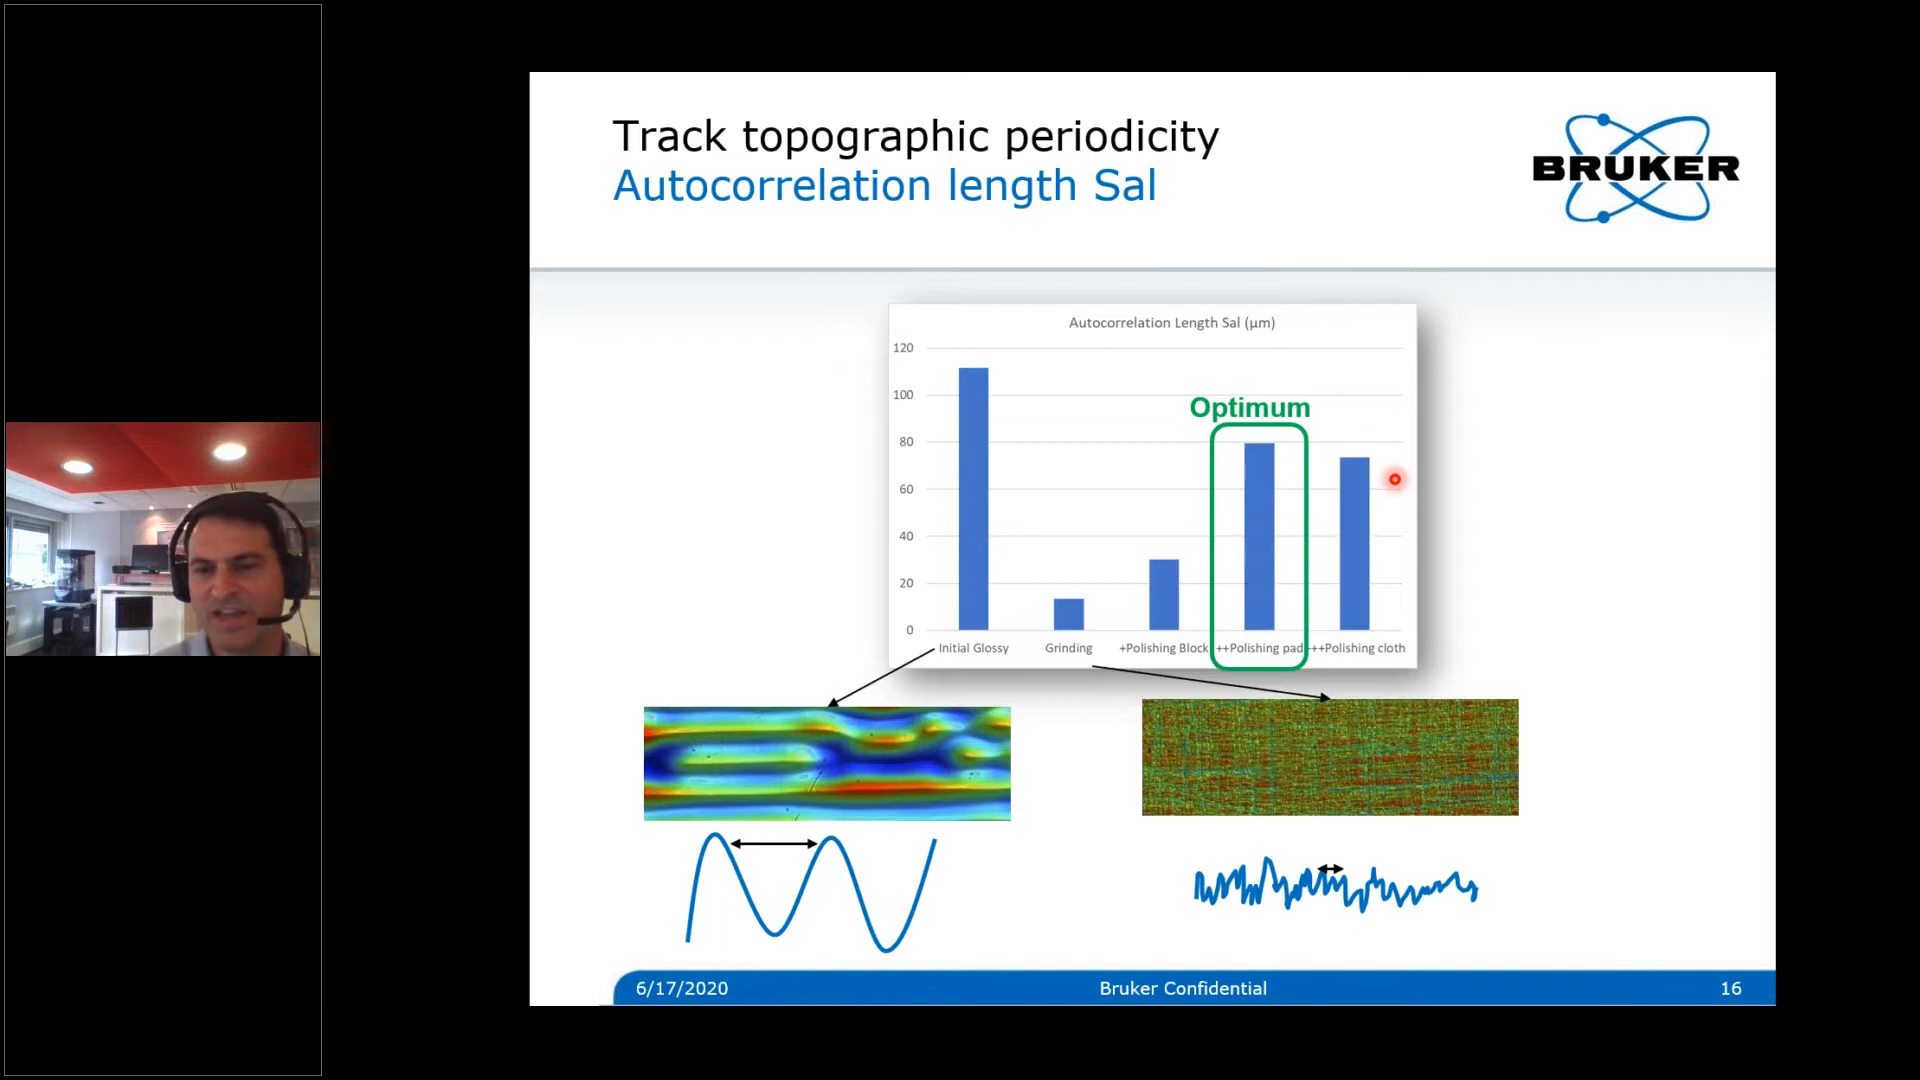 Track topographic periodicity
Autocorrelation length Sal
BRUKER
Autocorrelation Length Sal (µm)
120
100
80
60
40
20
0
Optimum
Initial Glossy
Grinding
+Polishing Block
++Polishing pad
+++Polishing cloth
6/17/2020
Bruker Confidential
16